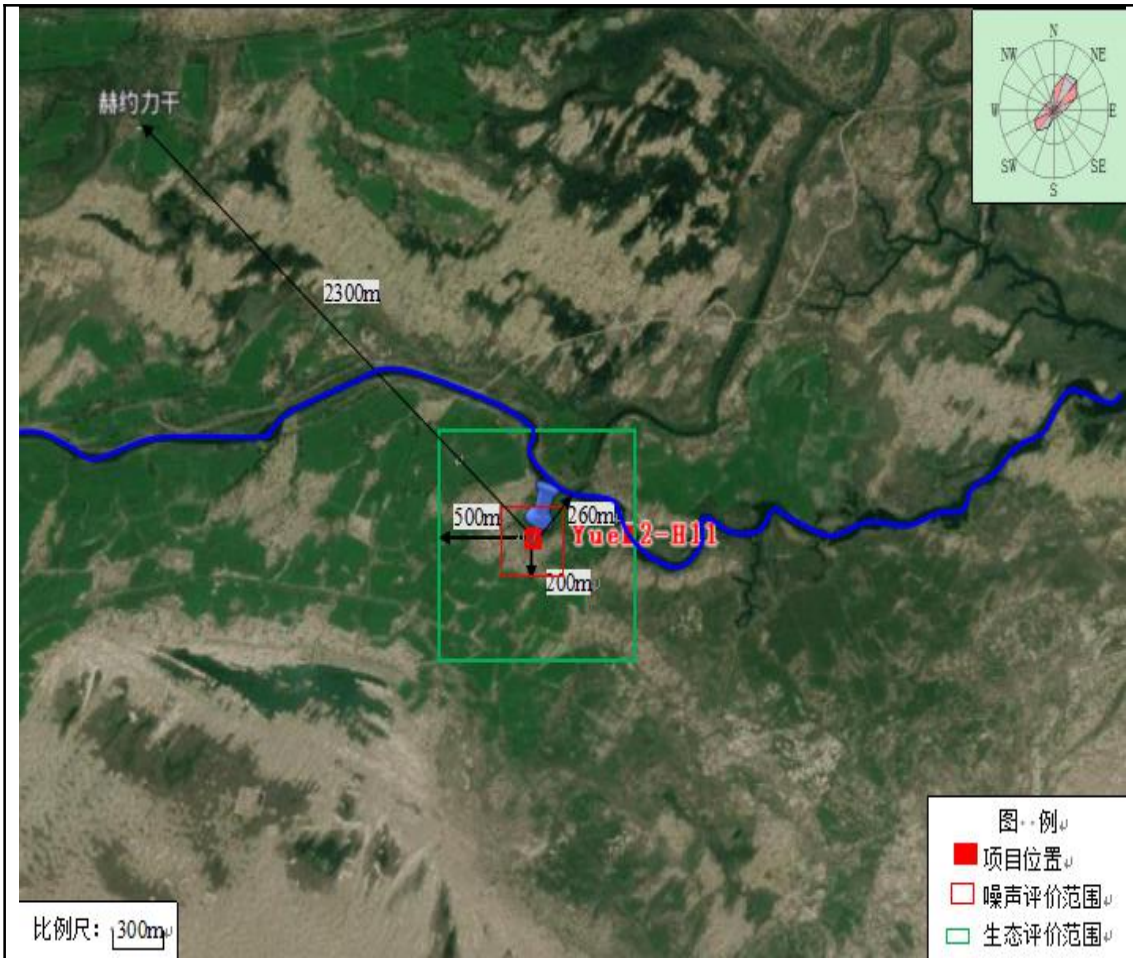 N
NW NE
W E
SW SE
S
赫约力干
2300m
500m
260m
YueL2-H11
200m
图例
项目位置
噪声评价范围
生态评价范围
比例尺：300m